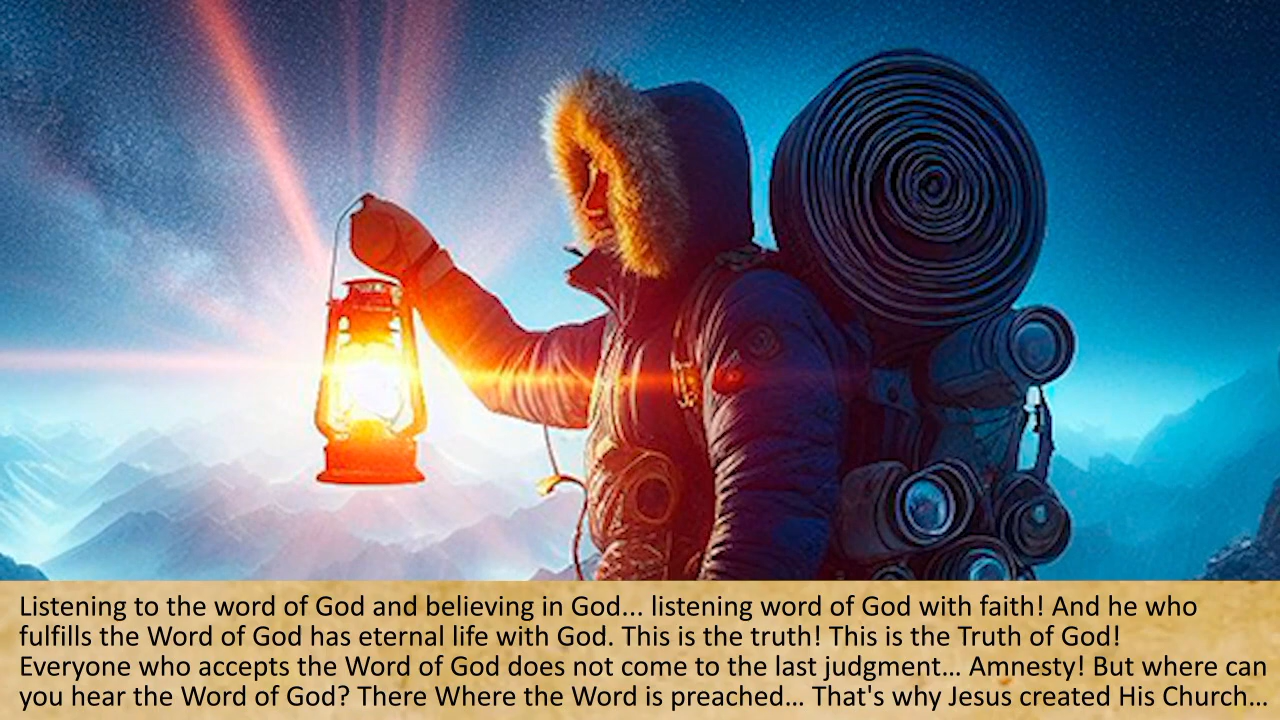 Listening to the word of God and believing in God... listening word of God with faith! And he who
fulfills the Word of God has eternal life with God. This is the truth! This is the Truth of God!
Everyone who accepts the Word of God does not come to the last judgment… Amnesty! But where can
you hear the Word of God? There Where the Word is preached… That's why Jesus created His Church…